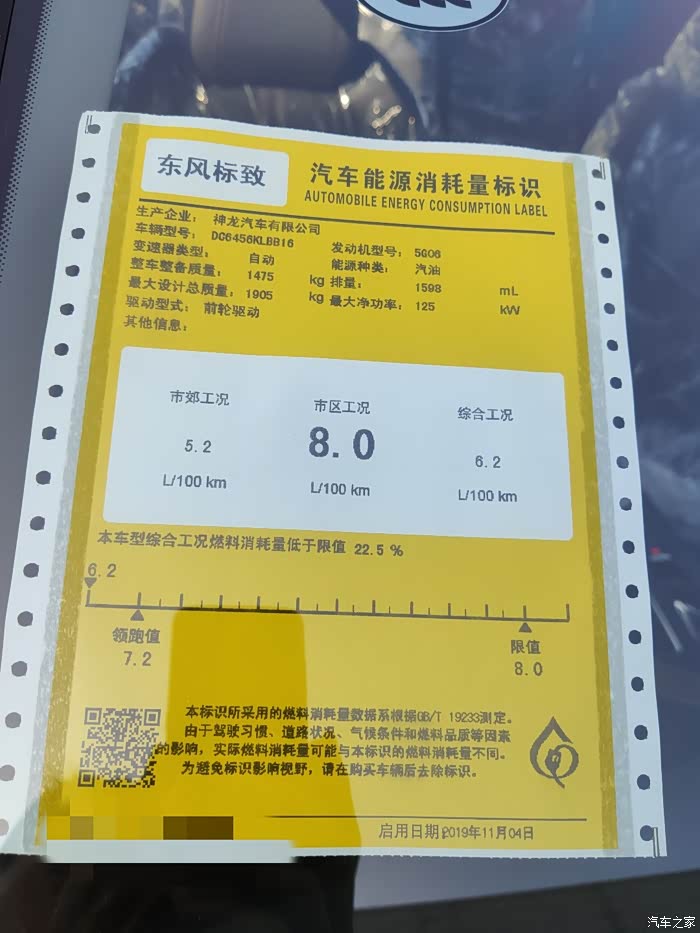 东风标致
汽车能源消耗量标识
AUTOMOBILE ENERGY CONSUMPTION LABEL
生产企业: 神龙汽车有限公司
车辆型号: DC6456KLBB16 发动机型号: 5G06
变速器类型: 自动 能源种类: 汽油
整车整备质量: 1475 kg 排量: 1598 mL
最大设计总质量: 1905 kg 最大净功率: 125 kW
驱动型式: 前轮驱动
其他信息:
市郊工况 市区工况 综合工况
5.2 8.0 6.2
L/100 km L/100 km L/100 km
本车型综合工况燃料消耗量低于限值 22.5 %
6.2
领跑值 限值
7.2 8.0
本标识所采用的燃料消耗量数据系根据GB/T 19233测定。
由于驾驶习惯、道路状况、气候条件和燃料品质等因素
的影响, 实际燃料消耗量可能与本标识的燃料消耗量不同。
为避免标识影响视野, 请在购买车辆后去除标识。
启用日期:2019年11月04日
汽车之家